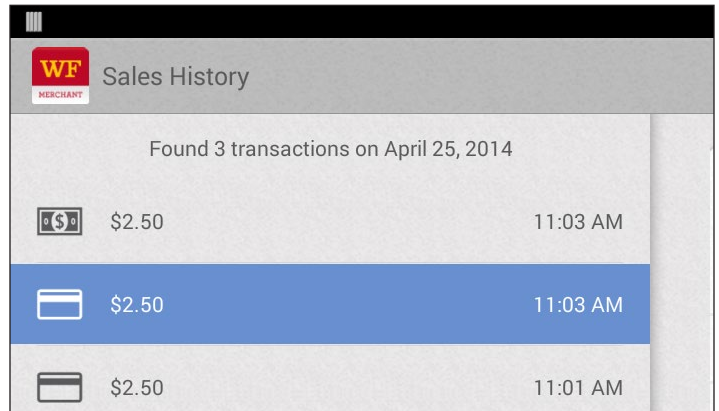 WF
MERCHANT
Sales History
Found 3 transactions on April 25, 2014
$2.50 11:03 AM
$2.50 11:03 AM
$2.50 11:01 AM